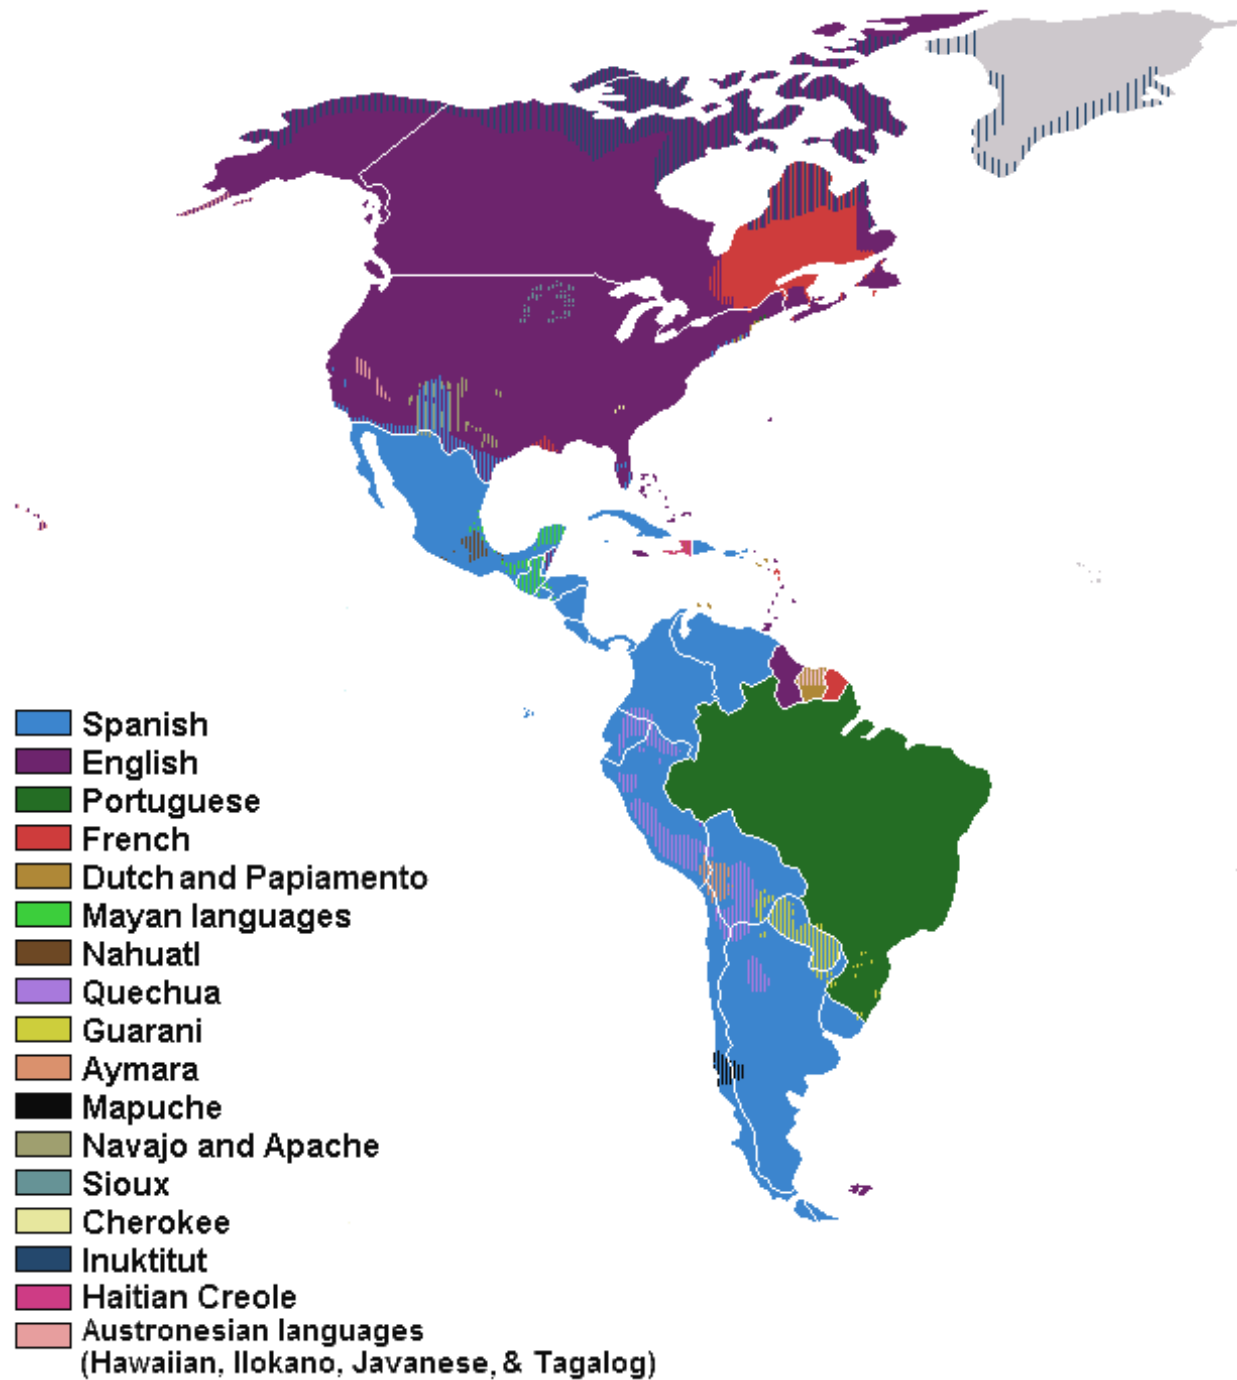 Spanish
English
Portuguese
French
Dutch and Papiamento
Mayan languages
Nahuatl
Quechua
Guarani
Aymara
Mapuche
Navajo and Apache
Sioux
Cherokee
Inuktitut
Haitian Creole
Austronesian languages
(Hawaiian, Ilokano, Javanese, & Tagalog)